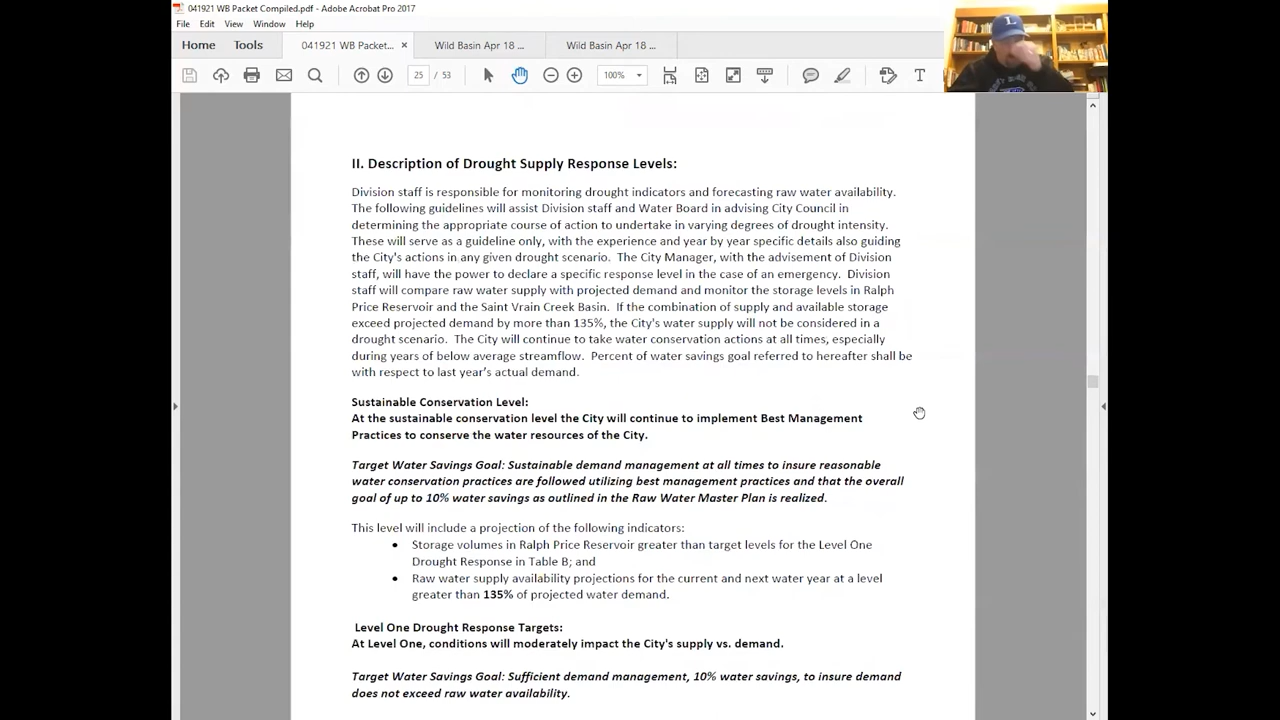 041921 WB Packet Compiled.pdf - Adobe Acrobat Pro 2017
File Edit View Window Help
Home Tools 041921 WB Packet... × Wild Basin Apr 18 ... Wild Basin Apr 18 ...
25 / 53 100%
L
II. Description of Drought Supply Response Levels:
Division staff is responsible for monitoring drought indicators and forecasting raw water availability.
The following guidelines will assist Division staff and Water Board in advising City Council in
determining the appropriate course of action to undertake in varying degrees of drought intensity.
These will serve as a guideline only, with the experience and year by year specific details also guiding
the City's actions in any given drought scenario. The City Manager, with the advisement of Division
staff, will have the power to declare a specific response level in the case of an emergency. Division
staff will compare raw water supply with projected demand and monitor the storage levels in Ralph
Price Reservoir and the Saint Vrain Creek Basin. If the combination of supply and available storage
exceed projected demand by more than 135%, the City's water supply will not be considered in a
drought scenario. The City will continue to take water conservation actions at all times, especially
during years of below average streamflow. Percent of water savings goal referred to hereafter shall be
with respect to last year's actual demand.
Sustainable Conservation Level:
At the sustainable conservation level the City will continue to implement Best Management
Practices to conserve the water resources of the City.
Target Water Savings Goal: Sustainable demand management at all times to insure reasonable
water conservation practices are followed utilizing best management practices and that the overall
goal of up to 10% water savings as outlined in the Raw Water Master Plan is realized.
This level will include a projection of the following indicators:
• Storage volumes in Ralph Price Reservoir greater than target levels for the Level One
Drought Response in Table B; and
• Raw water supply availability projections for the current and next water year at a level
greater than 135% of projected water demand.
Level One Drought Response Targets:
At Level One, conditions will moderately impact the City's supply vs. demand.
Target Water Savings Goal: Sufficient demand management, 10% water savings, to insure demand
does not exceed raw water availability.